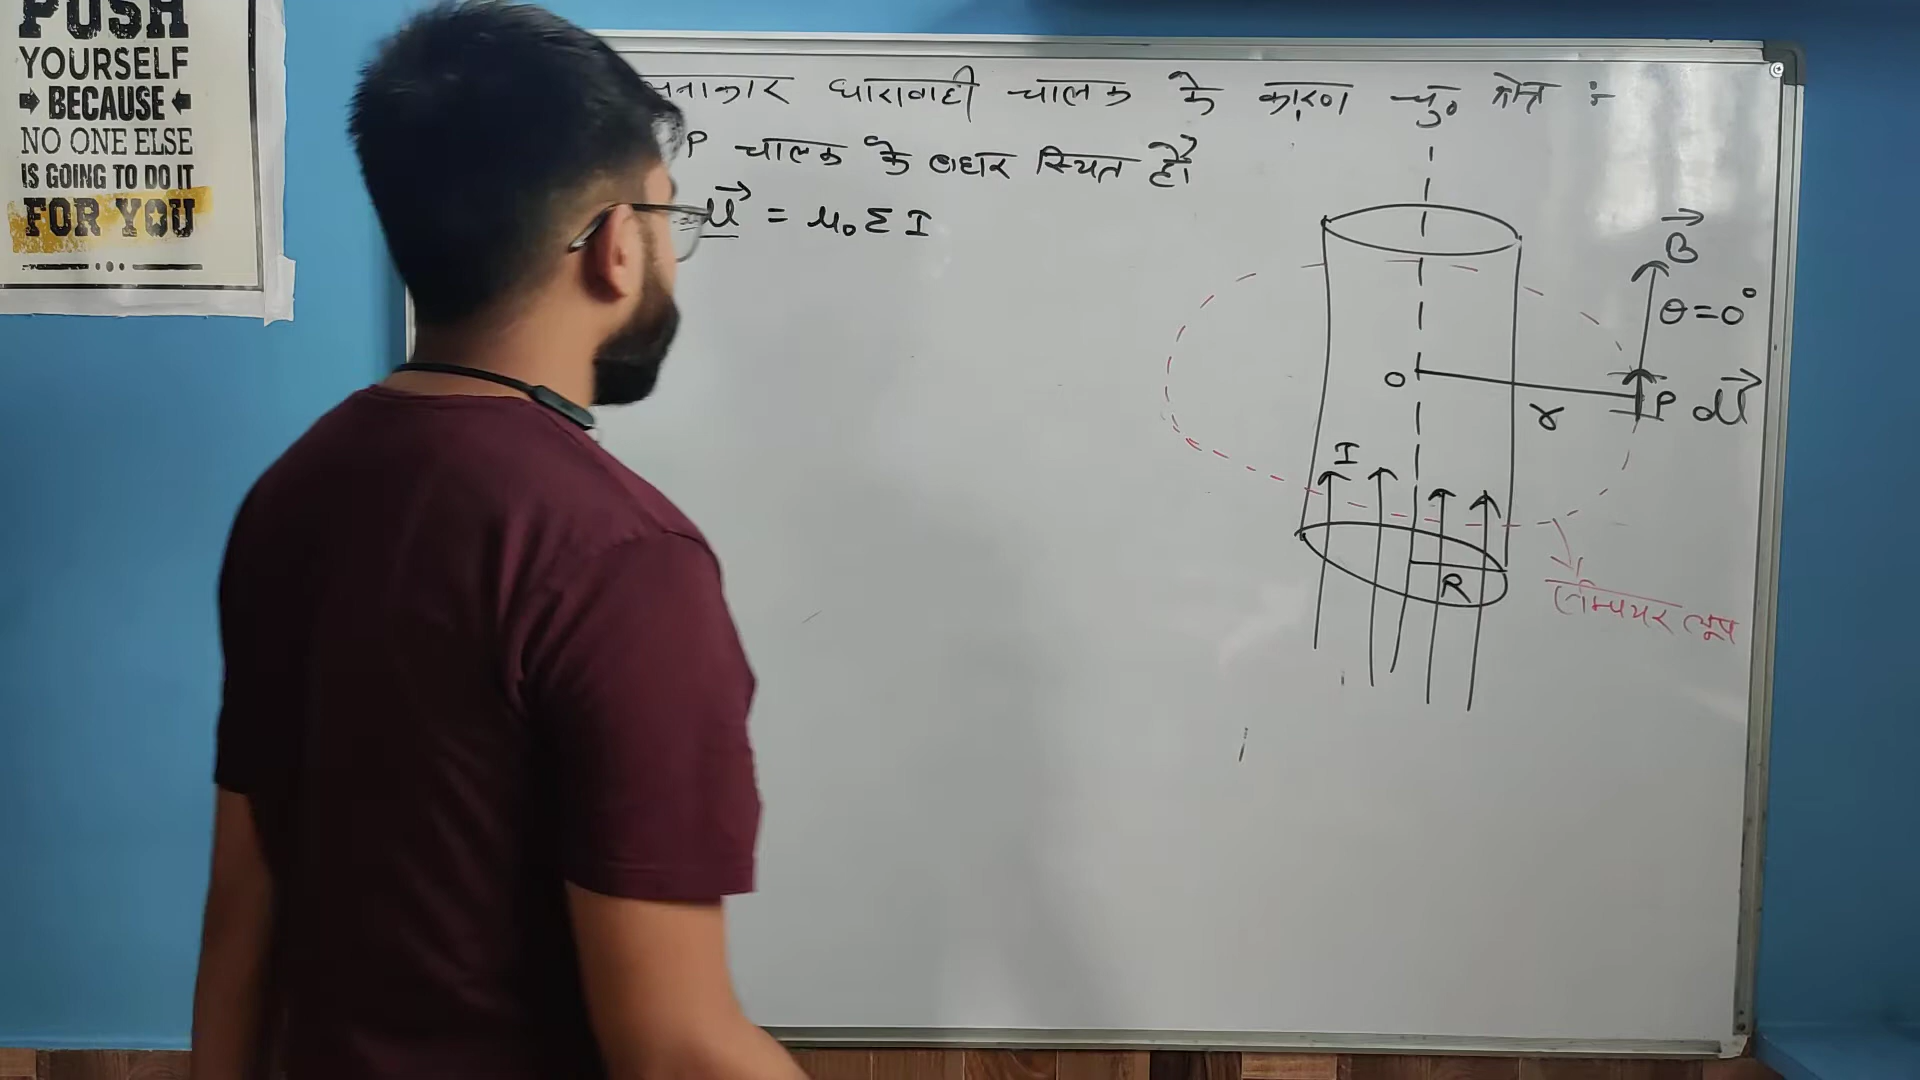 PUSH
YOURSELF
BECAUSE
NO ONE ELSE
IS GOING TO DO IT
FOR YOU
धारावाही चालक के कारण चु० क्षेत्र :-
P चालक के बाहर स्थित है।
= μ₀ Σ I
B
θ = 0°
O
r
P dl
I
R
ऐम्पियर लूप